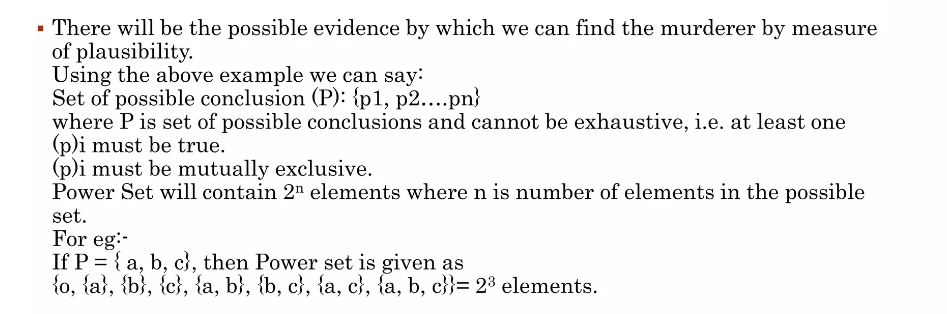 ▪ There will be the possible evidence by which we can find the murderer by measure
of plausibility.
Using the above example we can say:
Set of possible conclusion (P): {p1, p2….pn}
where P is set of possible conclusions and cannot be exhaustive, i.e. at least one
(p)i must be true.
(p)i must be mutually exclusive.
Power Set will contain 2ⁿ elements where n is number of elements in the possible
set.
For eg:-
If P = { a, b, c}, then Power set is given as
{o, {a}, {b}, {c}, {a, b}, {b, c}, {a, c}, {a, b, c}}= 2³ elements.